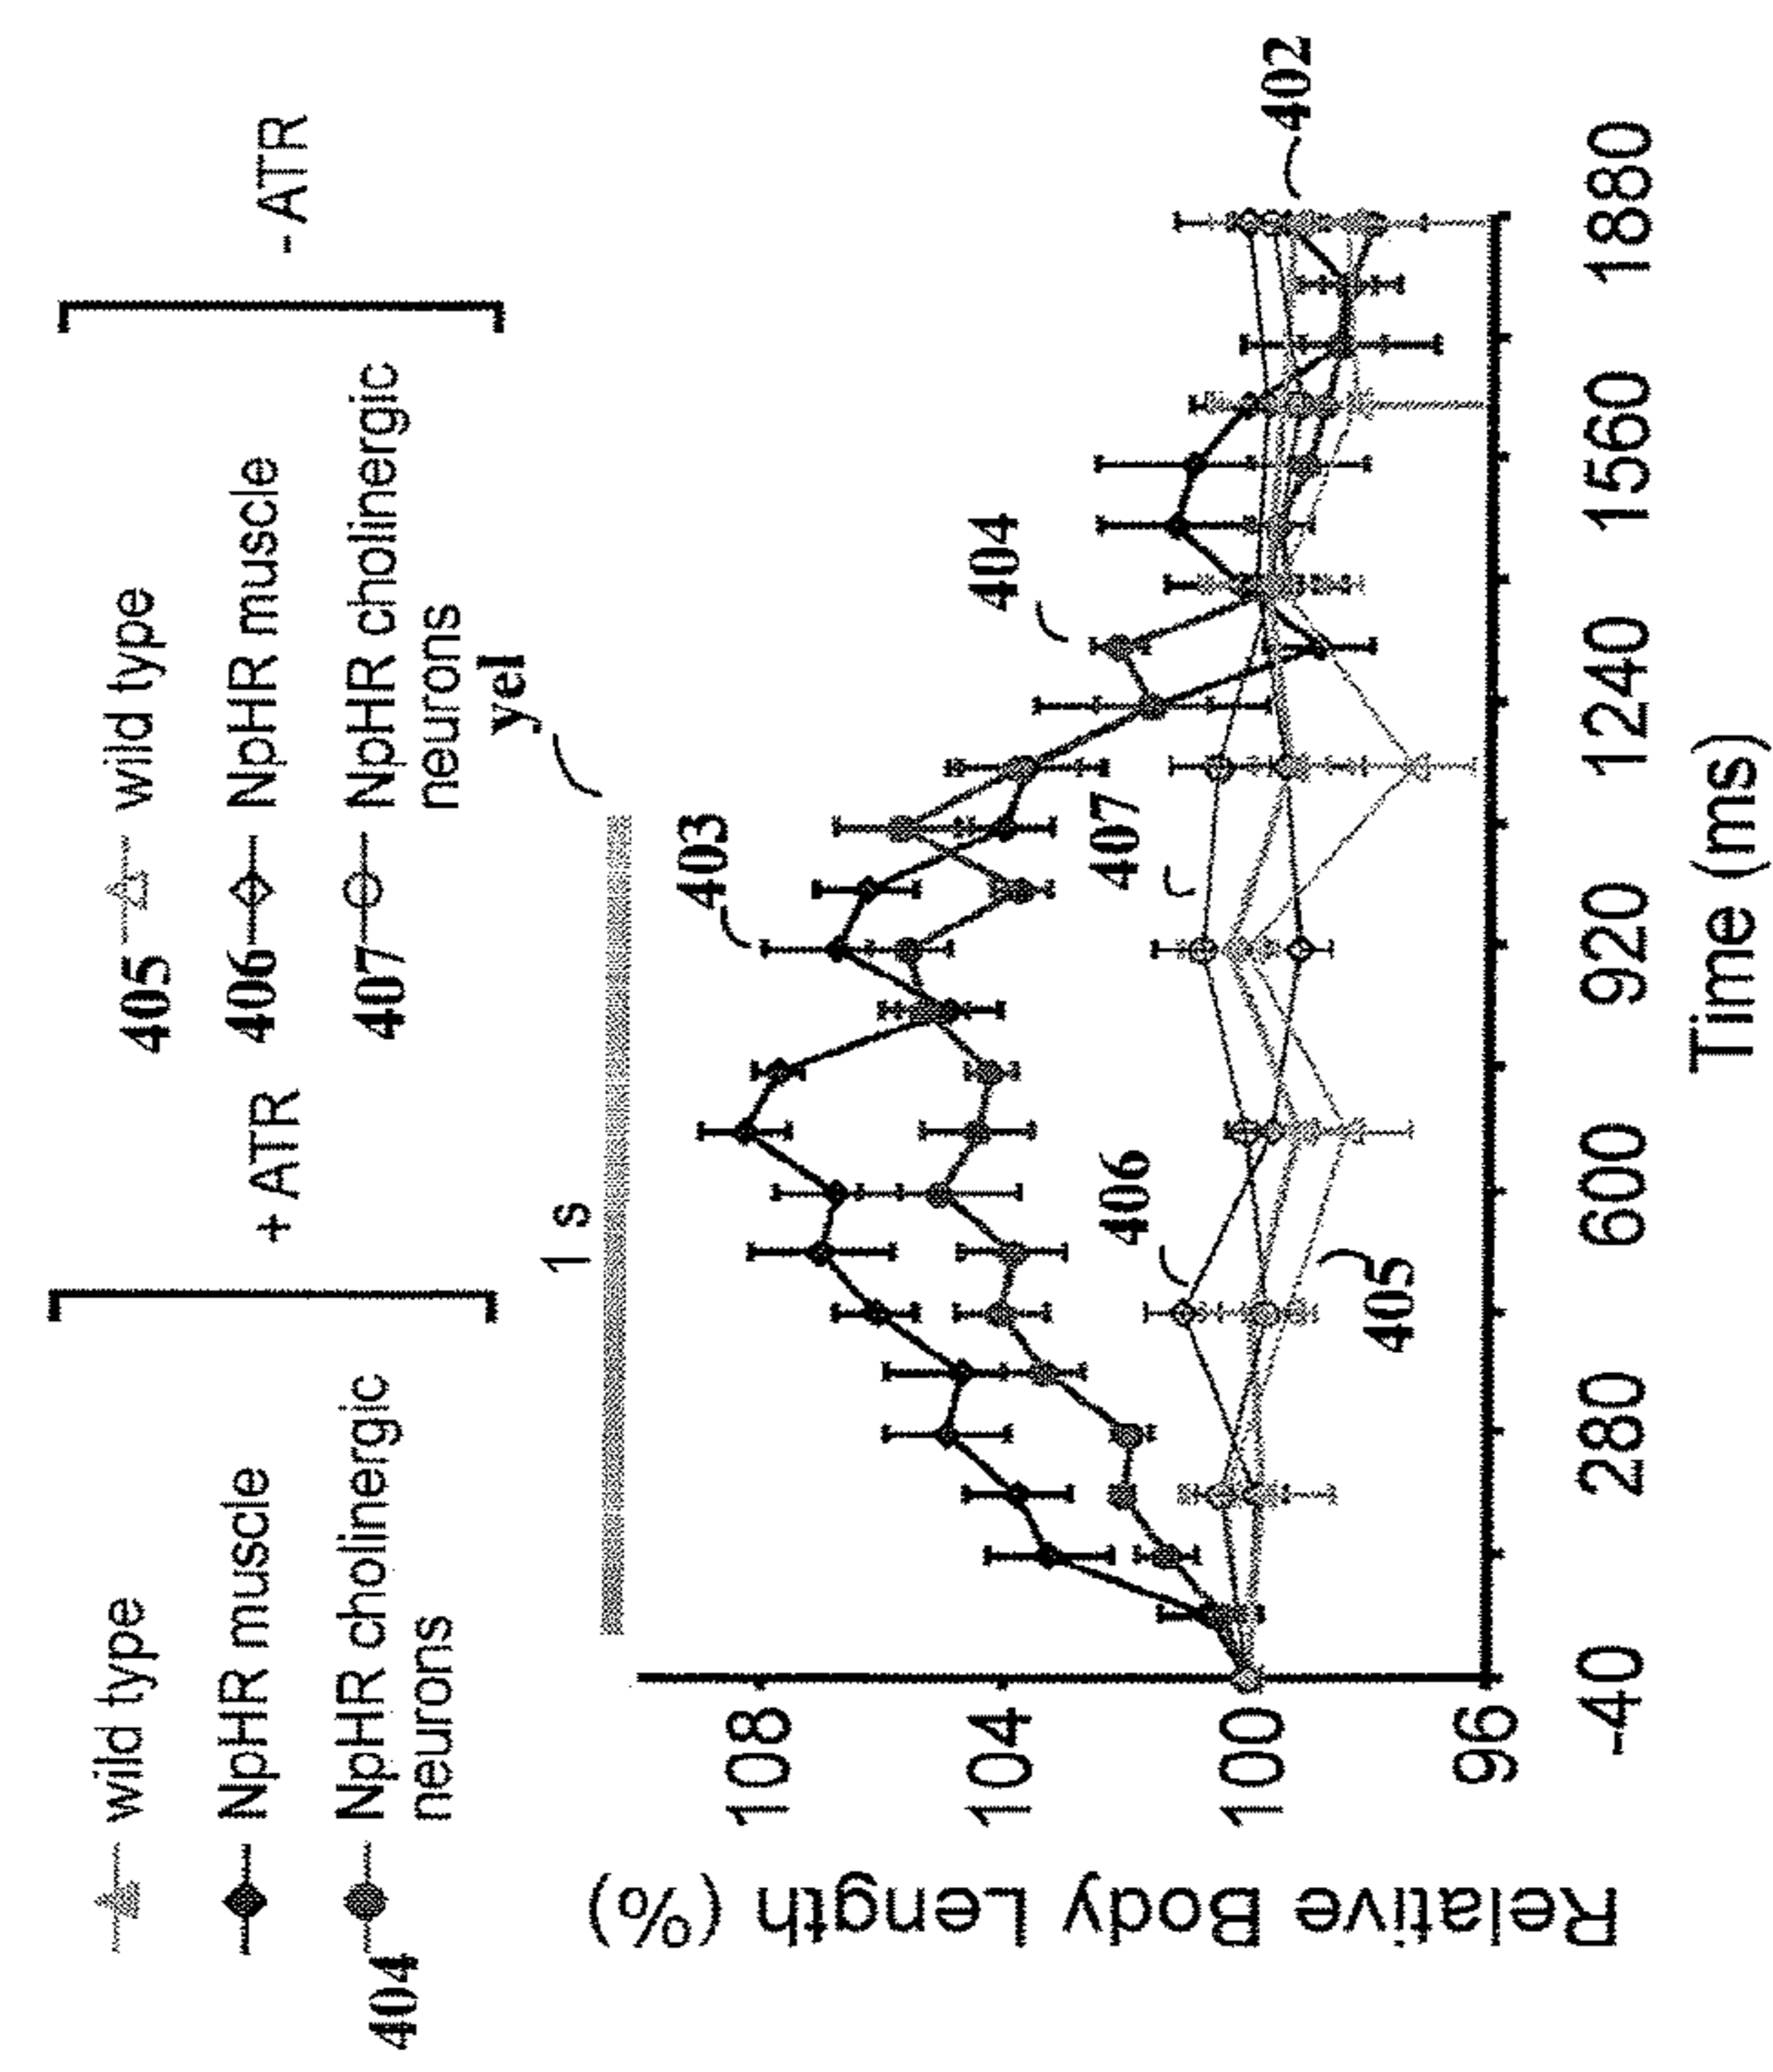 wild type
NpHR muscle
404 NpHR cholinergic
neurons
+ ATR
405 wild type
406 NpHR muscle
407 NpHR cholinergic
neurons
- ATR
1 s
yel
403
404
407
406
405
402
Relative Body Length (%)
108
104
100
96
-40
280
600
920
1240
1560
1880
Time (ms)